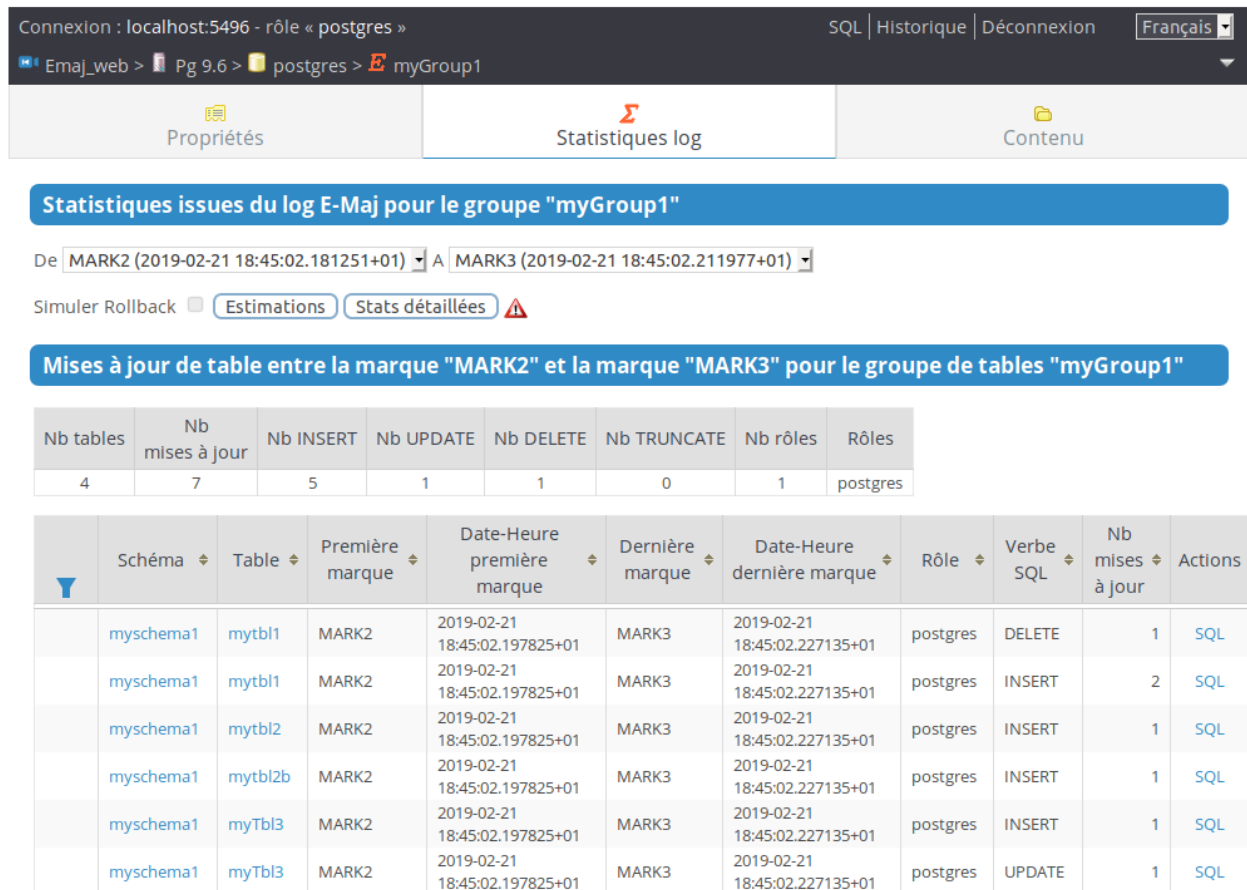 Connexion : localhost:5496 - rôle « postgres »
SQL | Historique | Déconnexion
Français
Emaj_web > Pg 9.6 > postgres > E myGroup1
Propriétés
Σ
Statistiques log
Contenu
Statistiques issues du log E-Maj pour le groupe "myGroup1"
De MARK2 (2019-02-21 18:45:02.181251+01) A MARK3 (2019-02-21 18:45:02.211977+01)
Simuler Rollback Estimations Stats détaillées
Mises à jour de table entre la marque "MARK2" et la marque "MARK3" pour le groupe de tables "myGroup1"
Nb tables Nb mises à jour Nb INSERT Nb UPDATE Nb DELETE Nb TRUNCATE Nb rôles Rôles
4 7 5 1 1 0 1 postgres
Schéma Table Première marque Date-Heure première marque Dernière marque Date-Heure dernière marque Rôle Verbe SQL Nb mises à jour Actions
myschema1 mytbl1 MARK2 2019-02-21 18:45:02.197825+01 MARK3 2019-02-21 18:45:02.227135+01 postgres DELETE 1 SQL
myschema1 mytbl1 MARK2 2019-02-21 18:45:02.197825+01 MARK3 2019-02-21 18:45:02.227135+01 postgres INSERT 2 SQL
myschema1 mytbl2 MARK2 2019-02-21 18:45:02.197825+01 MARK3 2019-02-21 18:45:02.227135+01 postgres INSERT 1 SQL
myschema1 mytbl2b MARK2 2019-02-21 18:45:02.197825+01 MARK3 2019-02-21 18:45:02.227135+01 postgres INSERT 1 SQL
myschema1 myTbl3 MARK2 2019-02-21 18:45:02.197825+01 MARK3 2019-02-21 18:45:02.227135+01 postgres INSERT 1 SQL
myschema1 myTbl3 MARK2 2019-02-21 18:45:02.197825+01 MARK3 2019-02-21 18:45:02.227135+01 postgres UPDATE 1 SQL